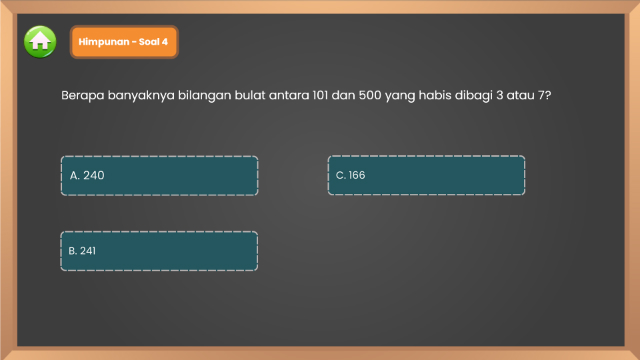 Himpunan - Soal 4
Berapa banyaknya bilangan bulat antara 101 dan 500 yang habis dibagi 3 atau 7?
A. 240
C. 166
B. 241